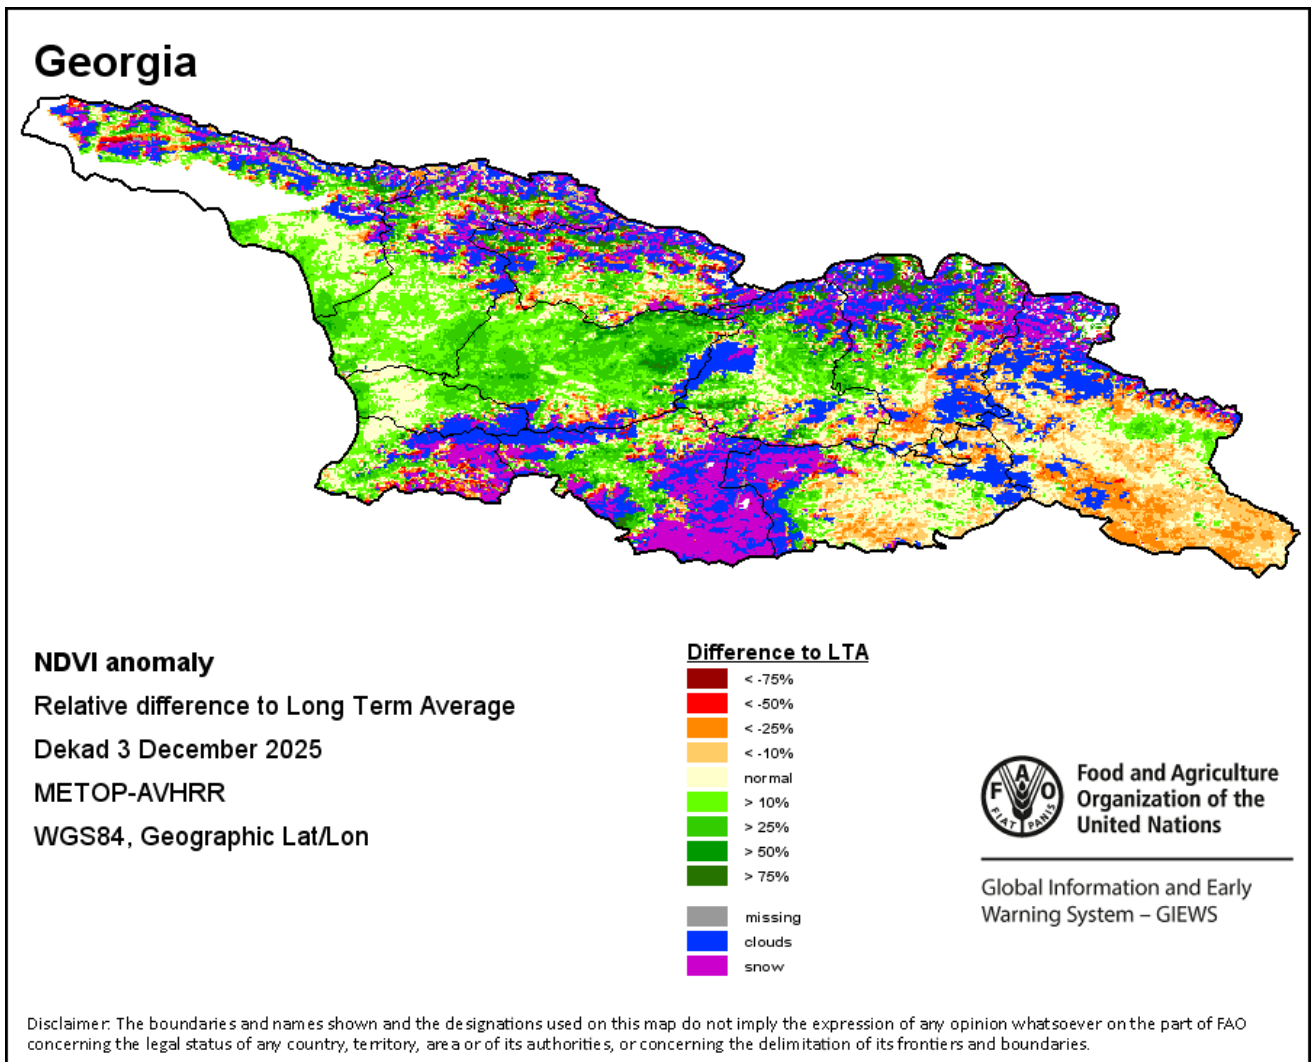 Georgia
NDVI anomaly
Relative difference to Long Term Average
Dekad 3 December 2025
METOP-AVHRR
WGS84, Geographic Lat/Lon
Difference to LTA
< -75%
< -50%
< -25%
< -10%
normal
> 10%
> 25%
> 50%
> 75%
missing
clouds
snow
F A O
FIAT PANIS
Food and Agriculture
Organization of the
United Nations
Global Information and Early
Warning System – GIEWS
Disclaimer: The boundaries and names shown and the designations used on this map do not imply the expression of any opinion whatsoever on the part of FAO
concerning the legal status of any country, territory, area or of its authorities, or concerning the delimitation of its frontiers and boundaries.